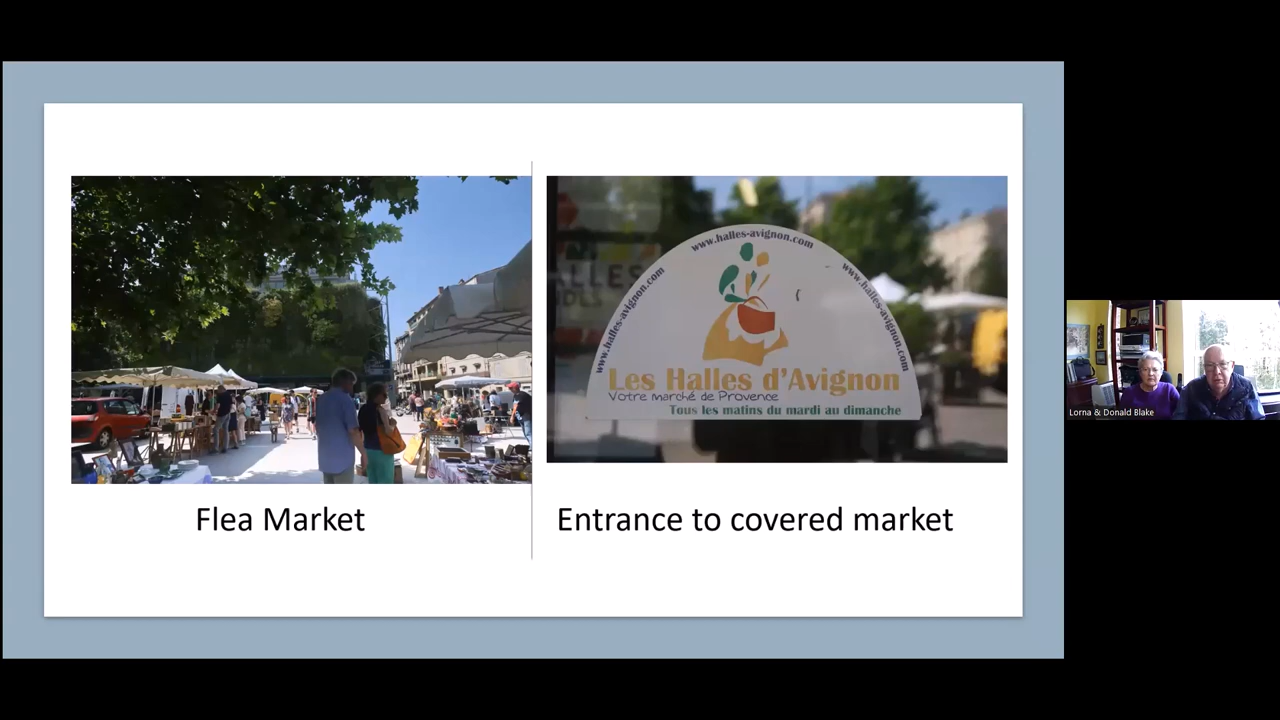 www.halles-avignon.com
www.halles-avignon.com
www.halles-avignon.com
Les Halles d'Avignon
Votre marché de Provence
Tous les matins du mardi au dimanche
Flea Market
Entrance to covered market
Lorna & Donald Blake